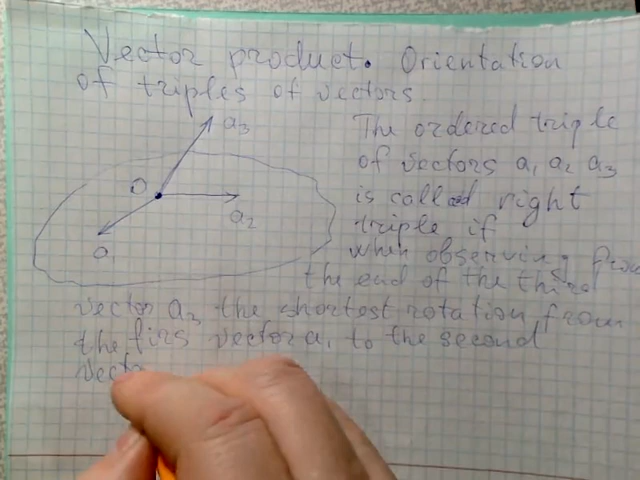 Vector product. Orientation
of triples of vectors.
a₃
The ordered triple
of vectors a₁ a₂ a₃
O
is called right
a₂
triple if
a₁
when observing from
the end of the third
vector a₃ the shortest rotation from
the firs vector a₁ to the second
vecto